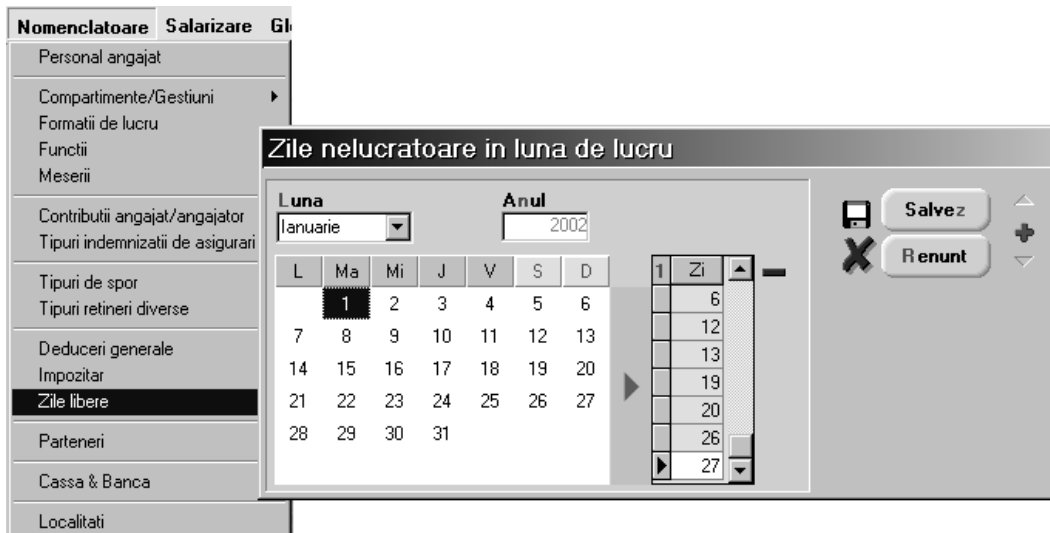 Nomenclatoare Salarizare Gl
Personal angajat
Compartimente/Gestiuni
Formatii de lucru
Functii
Meserii
Contributii angajat/angajator
Tipuri indemnizatii de asigurari
Tipuri de spor
Tipuri retineri diverse
Deduceri generale
Impozitar
Zile libere
Parteneri
Cassa & Banca
Localitati
Zile nelucratoare in luna de lucru
Luna Anul
Ianuarie 2002
L Ma Mi J V S D
1 2 3 4 5 6
7 8 9 10 11 12 13
14 15 16 17 18 19 20
21 22 23 24 25 26 27
28 29 30 31
1 Zi
6
12
13
19
20
26
27
Salvez
Renunt